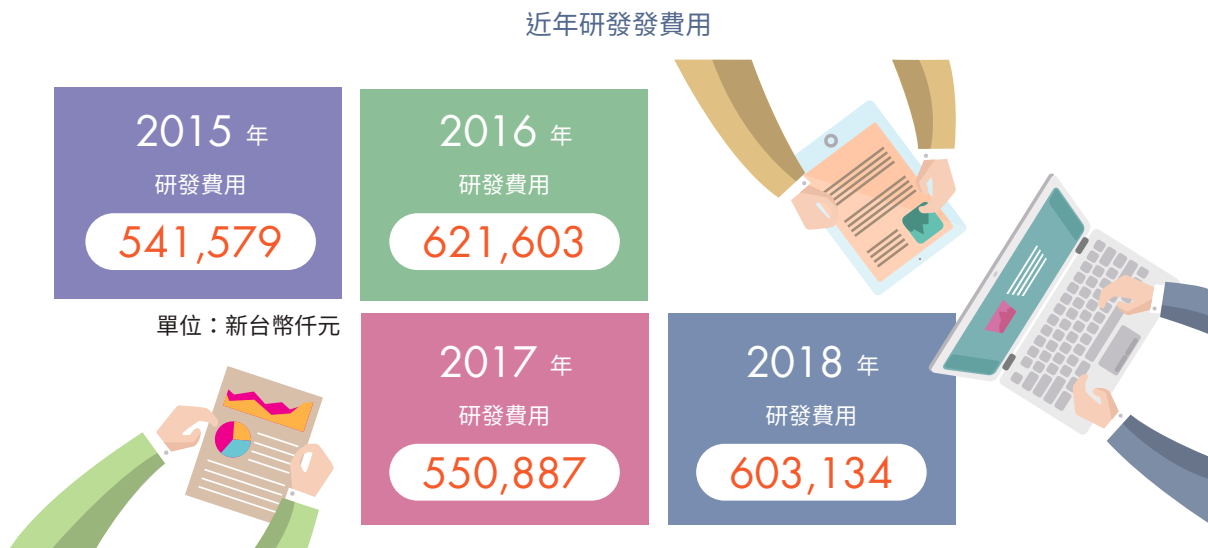 近年研發發費用
2015 年
研發費用
541,579
2016 年
研發費用
621,603
單位：新台幣仟元
2017 年
研發費用
550,887
2018 年
研發費用
603,134